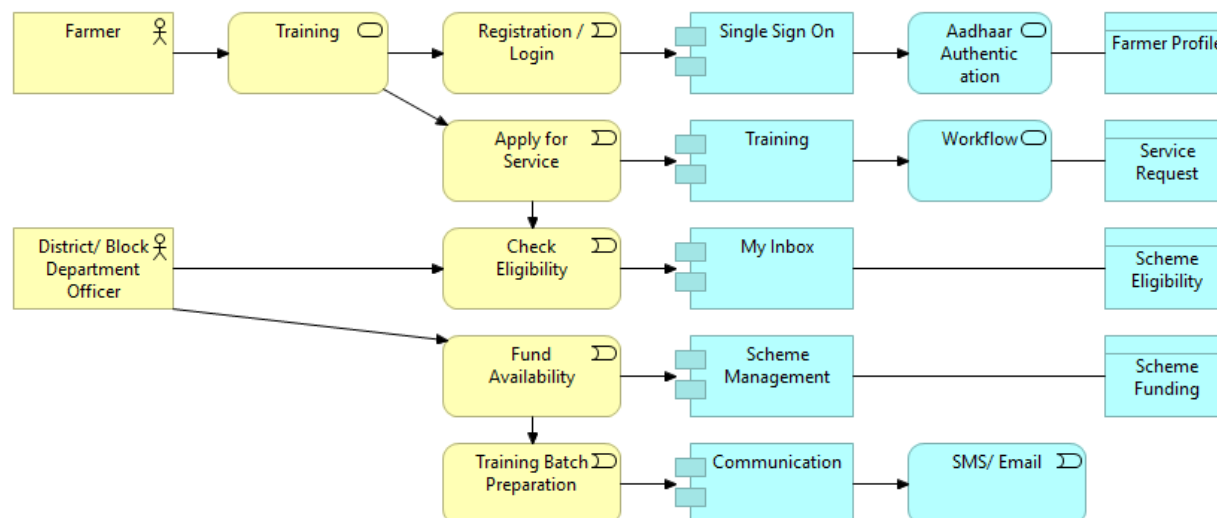 Farmer
Training
Registration /
Login
Single Sign On
Aadhaar
Authentic
ation
Farmer Profile
Apply for
Service
Training
Workflow
Service
Request
District/ Block
Department
Officer
Check
Eligibility
My Inbox
Scheme
Eligibility
Fund
Availability
Scheme
Management
Scheme
Funding
Training Batch
Preparation
Communication
SMS/ Email